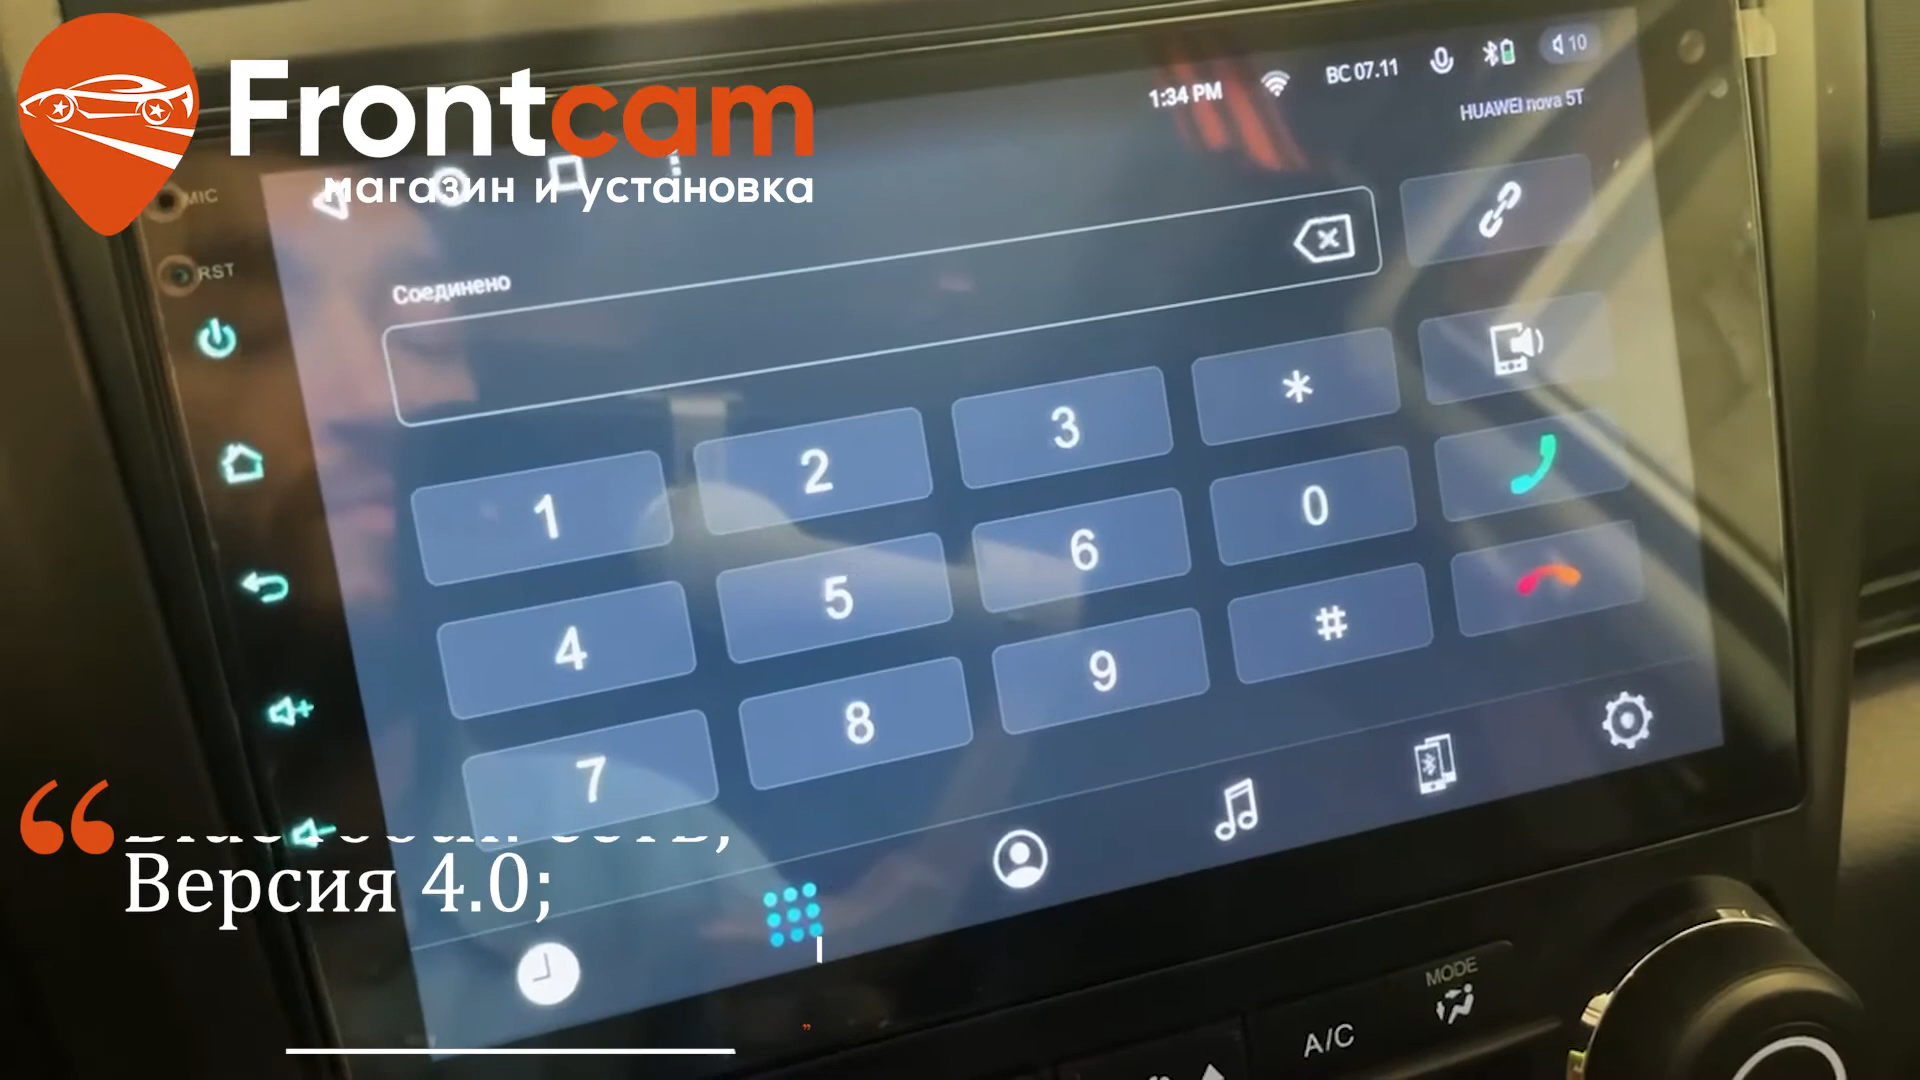 Frontcam
магазин и установка
1:34 PM
ВС 07.11
10
HUAWEI nova 5T
MIC
RST
Соединено
1
2
3
*
4
5
6
0
7
8
9
#
Версия 4.0;
MODE
A/C